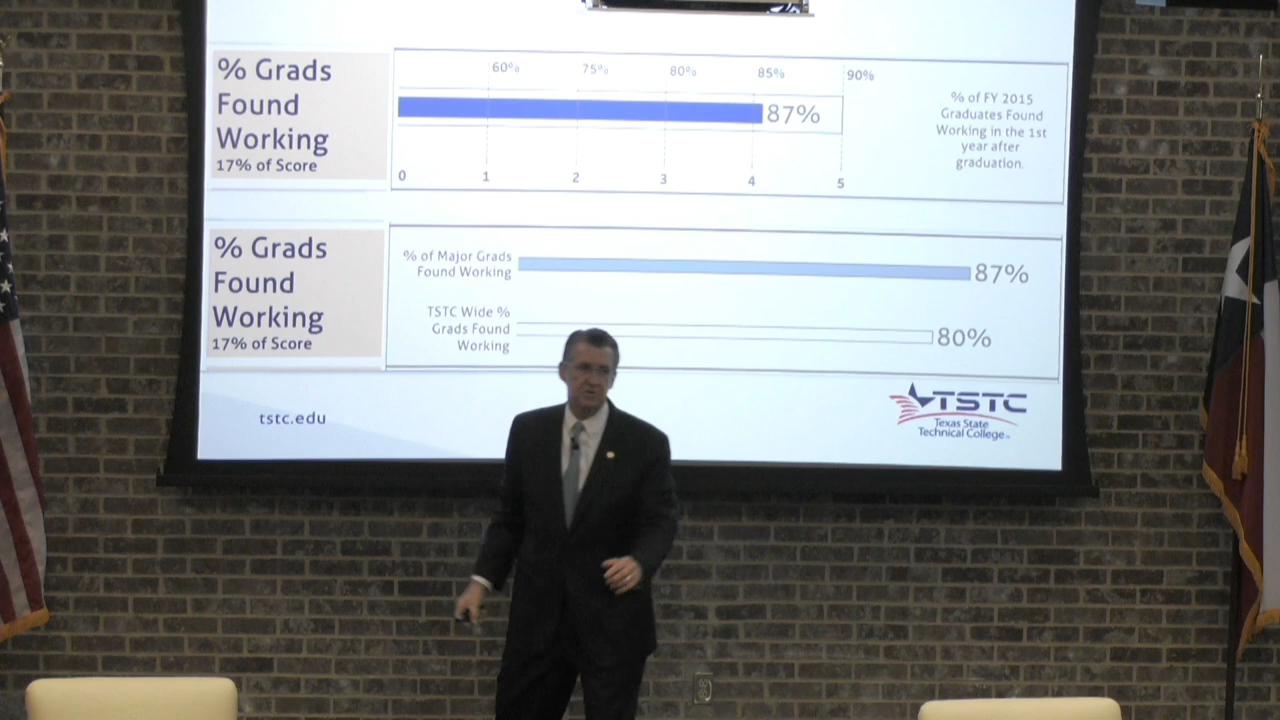 % Grads
Found
Working
17% of Score
60% 75% 80% 85% 90%
87%
0 1 2 3 4 5
% of FY 2015
Graduates Found
Working in the 1st
year after
graduation.
% Grads
Found
Working
17% of Score
% of Major Grads
Found Working
87%
TSTC Wide %
Grads Found
Working
80%
tstc.edu
TSTC
Texas State
Technical College